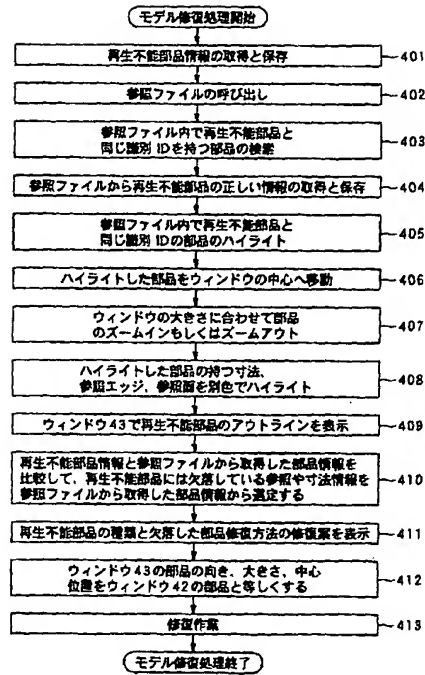 モデル修復処理開始
再生不能部品情報の取得と保存
401
参照ファイルの呼び出し
402
参照ファイル内で再生不能部品と
同じ識別IDを持つ部品の検索
403
参照ファイルから再生不能部品の正しい情報の取得と保存
404
参照ファイル内で再生不能部品と
同じ識別IDの部品のハイライト
405
ハイライトした部品をウィンドウの中心へ移動
406
ウィンドウの大きさに合わせて部品
のズームインもしくはズームアウト
407
ハイライトした部品の持つ寸法、
参照エッジ、参照面を別色でハイライト
408
ウィンドウ43で再生不能部品のアウトラインを表示
409
再生不能部品情報と参照ファイルから取得した部品情報を
比較して、再生不能部品には欠落している参照や寸法情報を
参照ファイルから取得した部品情報から選定する
410
再生不能部品の種類と欠落した部品修復方法の修復案を表示
411
ウィンドウ43の部品の向き、大きさ、中心
位置をウィンドウ42の部品と等しくする
412
修復作業
413
モデル修復処理終了